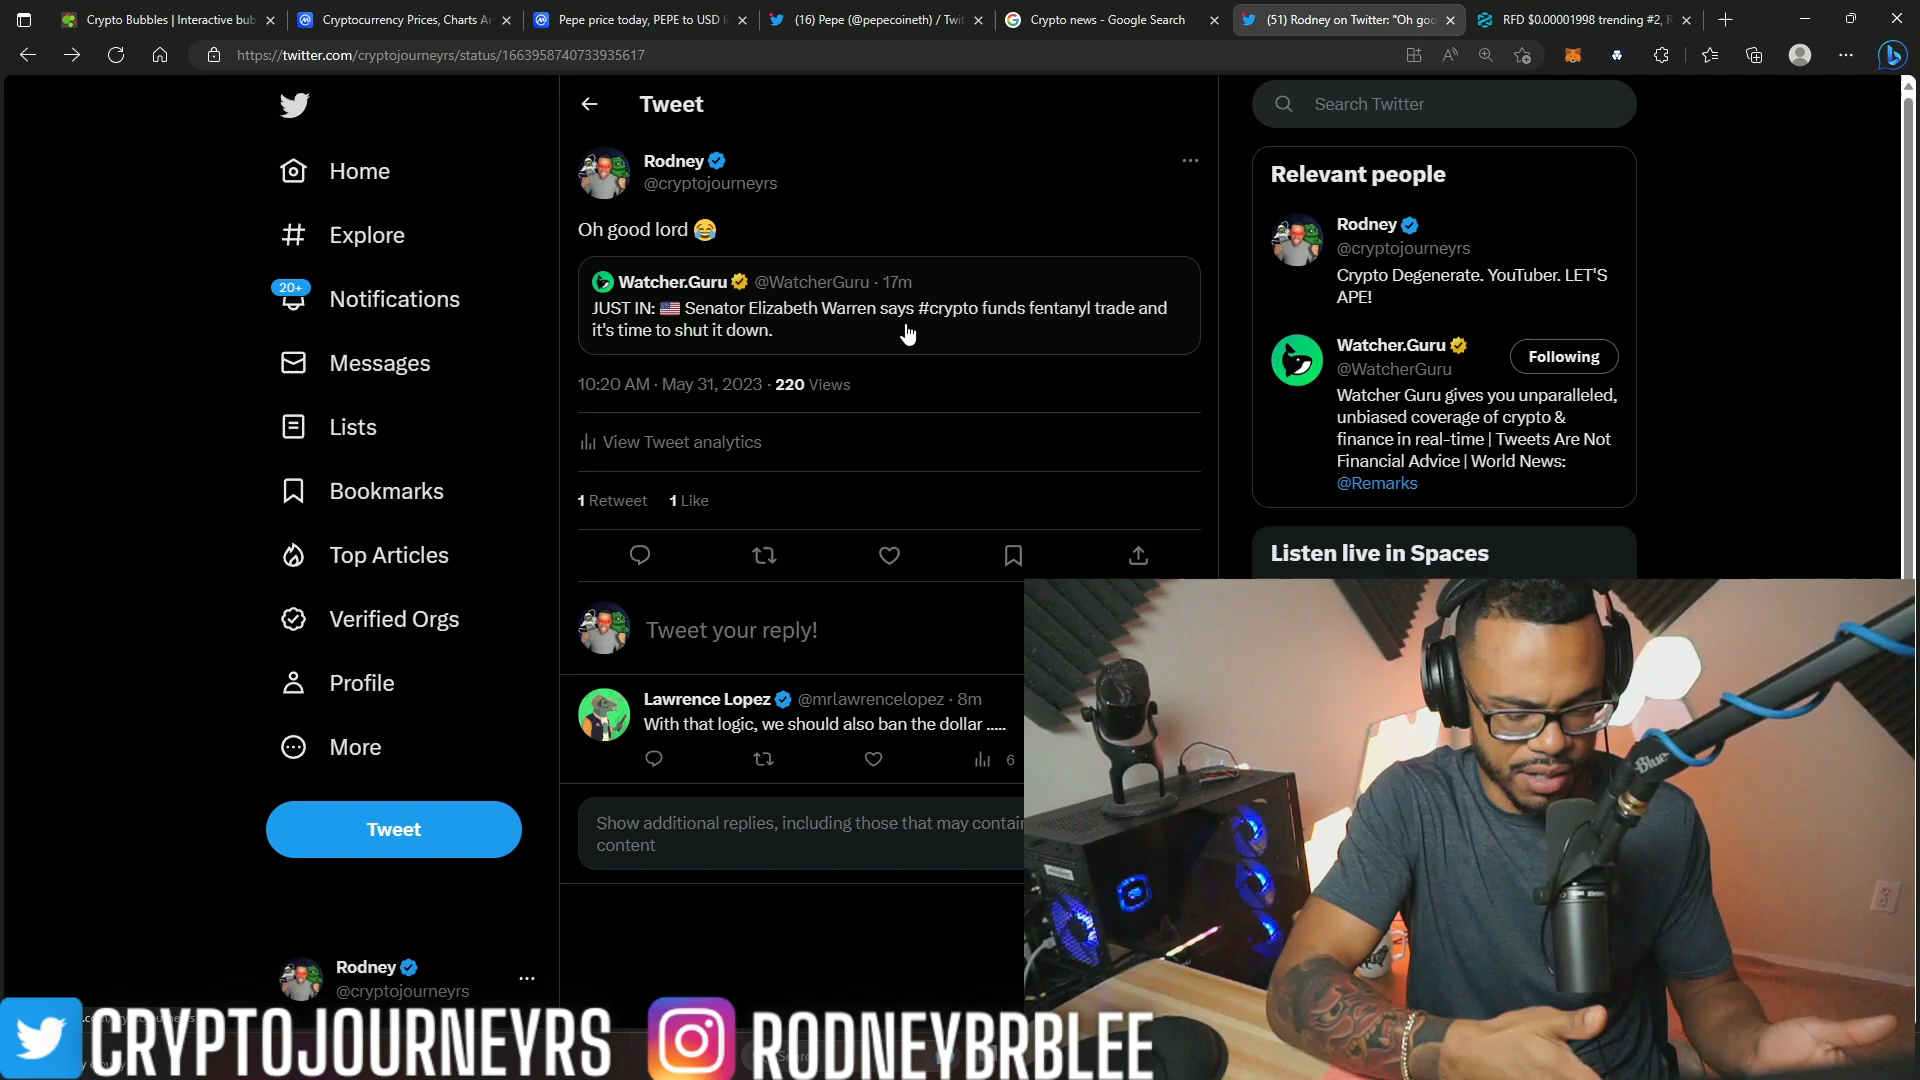 Crypto Bubbles | Interactive bub
Cryptocurrency Prices, Charts A
Pepe price today, PEPE to USD li
(16) Pepe (@pepecoineth) / Twit
Crypto news - Google Search
(51) Rodney on Twitter: "Oh goo
RFD $0.00001998 trending #2, R
https://twitter.com/cryptojourneyrs/status/1663958740733935617
Home
Explore
20+
Notifications
Messages
Lists
Bookmarks
Top Articles
Verified Orgs
Profile
More
Tweet
Rodney
@cryptojourneyrs
Tweet
Rodney
@cryptojourneyrs
Oh good lord 😂
Watcher.Guru @WatcherGuru · 17m
JUST IN: 🇺🇸 Senator Elizabeth Warren says #crypto funds fentanyl trade and
it's time to shut it down.
10:20 AM · May 31, 2023 · 220 Views
View Tweet analytics
1 Retweet 1 Like
Tweet your reply!
Lawrence Lopez @mrlawrencelopez · 8m
With that logic, we should also ban the dollar .....
6
Show additional replies, including those that may contain
content
Search Twitter
Relevant people
Rodney
@cryptojourneyrs
Crypto Degenerate. YouTuber. LET'S
APE!
Watcher.Guru
@WatcherGuru
Following
Watcher Guru gives you unparalleled,
unbiased coverage of crypto &
finance in real-time | Tweets Are Not
Financial Advice | World News:
@Remarks
Listen live in Spaces
Blue
CRYPTOJOURNEYRS
RODNEYBRBLEE